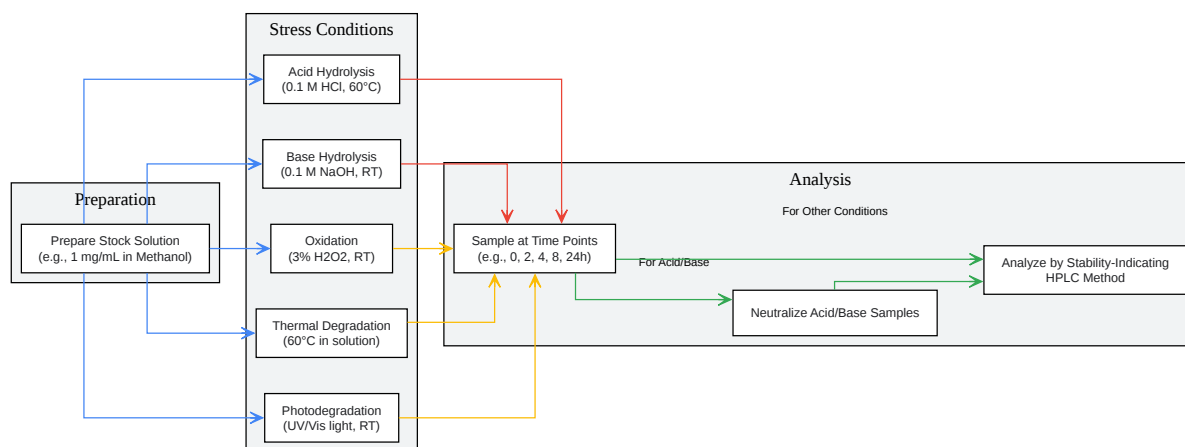 Stress Conditions
Acid Hydrolysis
(0.1 M HCl, 60°C)
Base Hydrolysis
(0.1 M NaOH, RT)
Preparation
Prepare Stock Solution
(e.g., 1 mg/mL in Methanol)
Oxidation
(3% H2O2, RT)
Thermal Degradation
(60°C in solution)
Photodegradation
(UV/Vis light, RT)
Analysis
For Other Conditions
Sample at Time Points
(e.g., 0, 2, 4, 8, 24h)
For Acid/Base
Neutralize Acid/Base Samples
Analyze by Stability-Indicating
HPLC Method